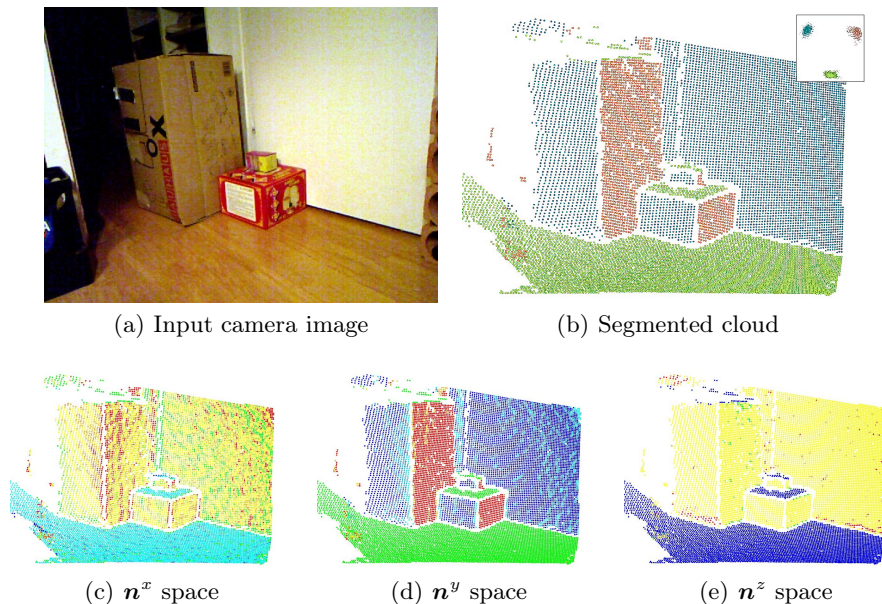 (a) Input camera image
(b) Segmented cloud
(c) n^x space
(d) n^y space
(e) n^z space